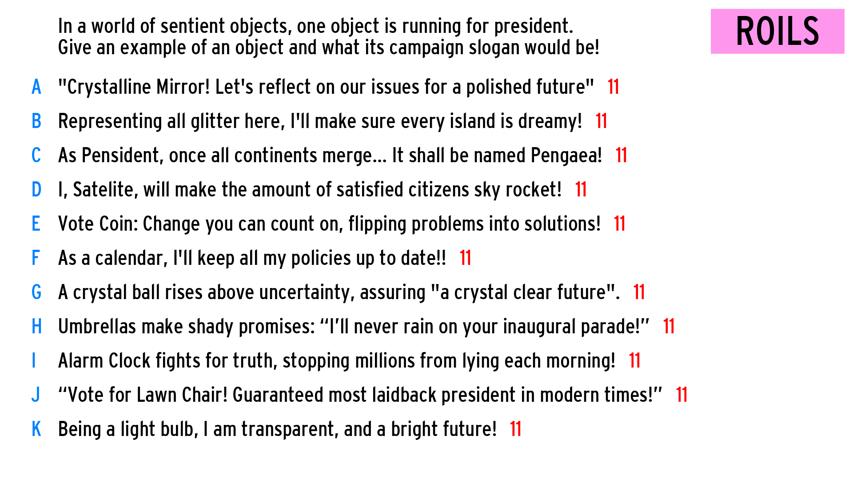 In a world of sentient objects, one object is running for president.
Give an example of an object and what its campaign slogan would be!
ROILS
A "Crystalline Mirror! Let's reflect on our issues for a polished future" 11
B Representing all glitter here, I'll make sure every island is dreamy! 11
C As Pensident, once all continents merge... It shall be named Pengaea! 11
D I, Satelite, will make the amount of satisfied citizens sky rocket! 11
E Vote Coin: Change you can count on, flipping problems into solutions! 11
F As a calendar, I'll keep all my policies up to date!! 11
G A crystal ball rises above uncertainty, assuring "a crystal clear future". 11
H Umbrellas make shady promises: “I’ll never rain on your inaugural parade!” 11
I Alarm Clock fights for truth, stopping millions from lying each morning! 11
J “Vote for Lawn Chair! Guaranteed most laidback president in modern times!” 11
K Being a light bulb, I am transparent, and a bright future! 11